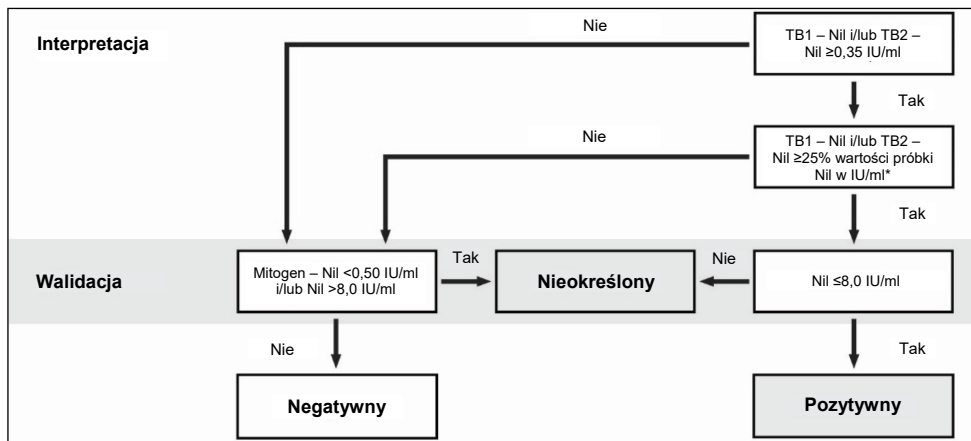 Interpretacja
Nie
TB1 – Nil i/lub TB2 –
Nil ≥0,35 IU/ml
Tak
Nie
TB1 – Nil i/lub TB2 –
Nil ≥25% wartości próbki
Nil w IU/ml*
Tak
Walidacja
Mitogen – Nil <0,50 IU/ml
i/lub Nil >8,0 IU/ml
Tak
Nieokreślony
Nie
Nil ≤8,0 IU/ml
Nie
Tak
Negatywny
Pozytywny